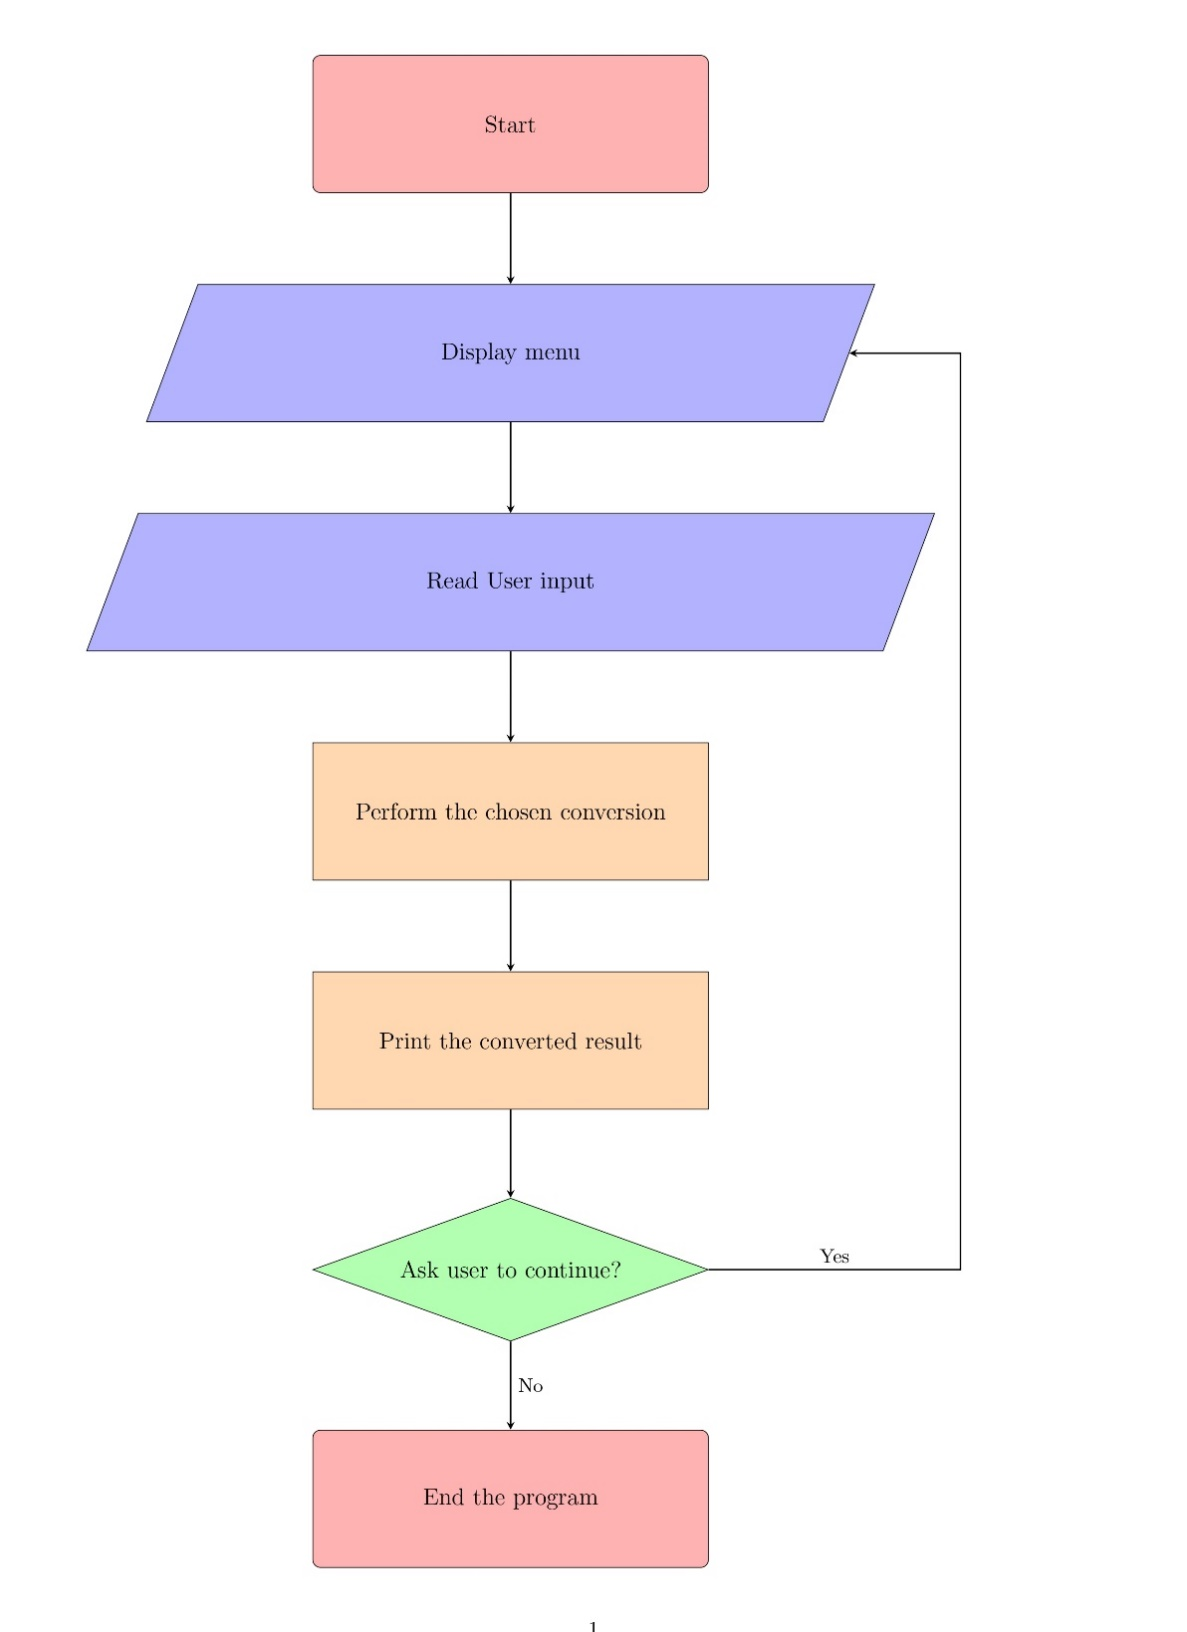 Start
Display menu
Read User input
Perform the chosen conversion
Print the converted result
Ask user to continue?
Yes
No
End the program
1